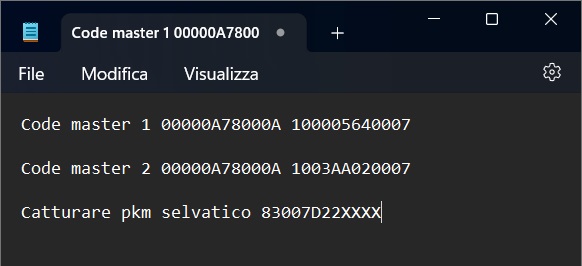 Code master 1 00000A7800
File Modifica Visualizza
Code master 1 00000A78000A 100005640007
Code master 2 00000A78000A 1003AA020007
Catturare pkm selvatico 83007D22XXXX